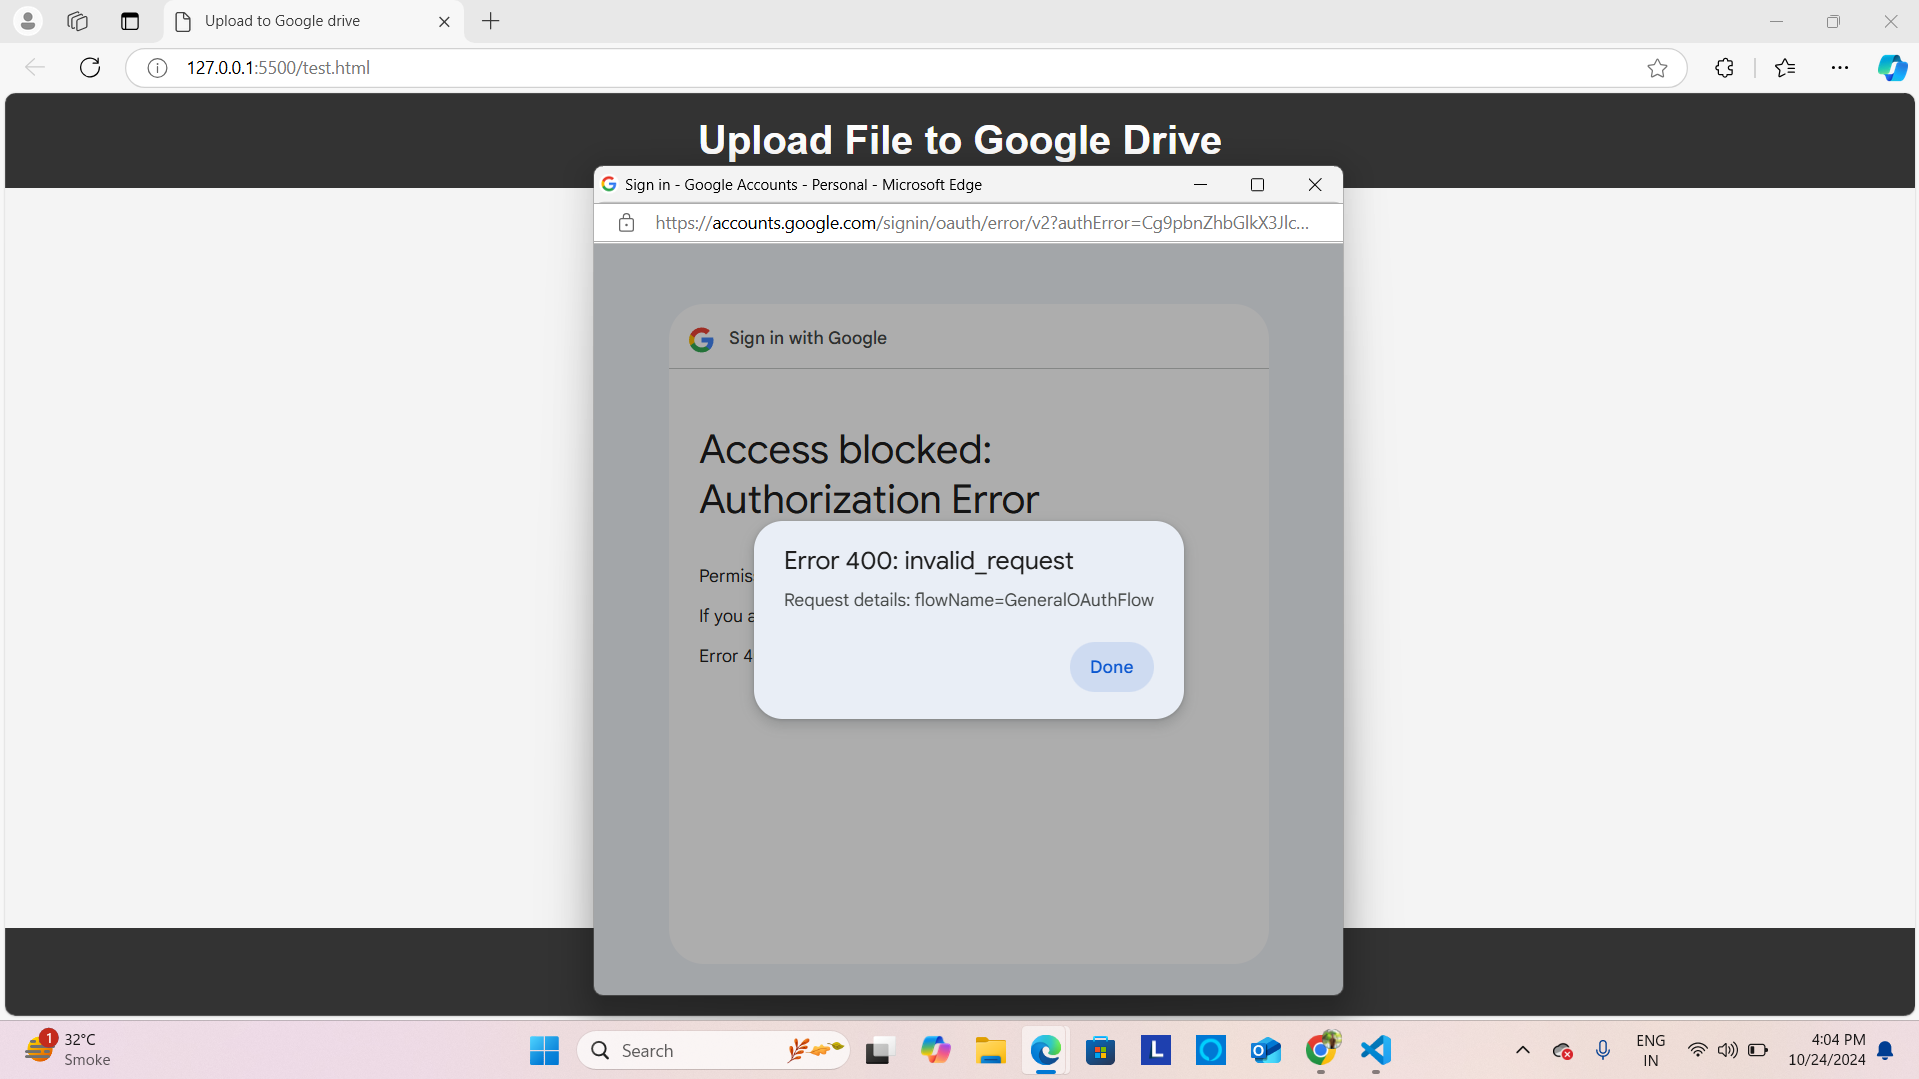 Upload to Google drive
127.0.0.1:5500/test.html
Upload File to Google Drive
Sign in - Google Accounts - Personal - Microsoft Edge
https://accounts.google.com/signin/oauth/error/v2?authError=Cg9pbnZhbGlkX3Jlc...
Sign in with Google
Access blocked:
Authorization Error
Error 400: invalid_request
Permis
Request details: flowName=GeneralOAuthFlow
If you a
Error 4
Done
1
32°C
Smoke
Search
L
ENG
IN
4:04 PM
10/24/2024